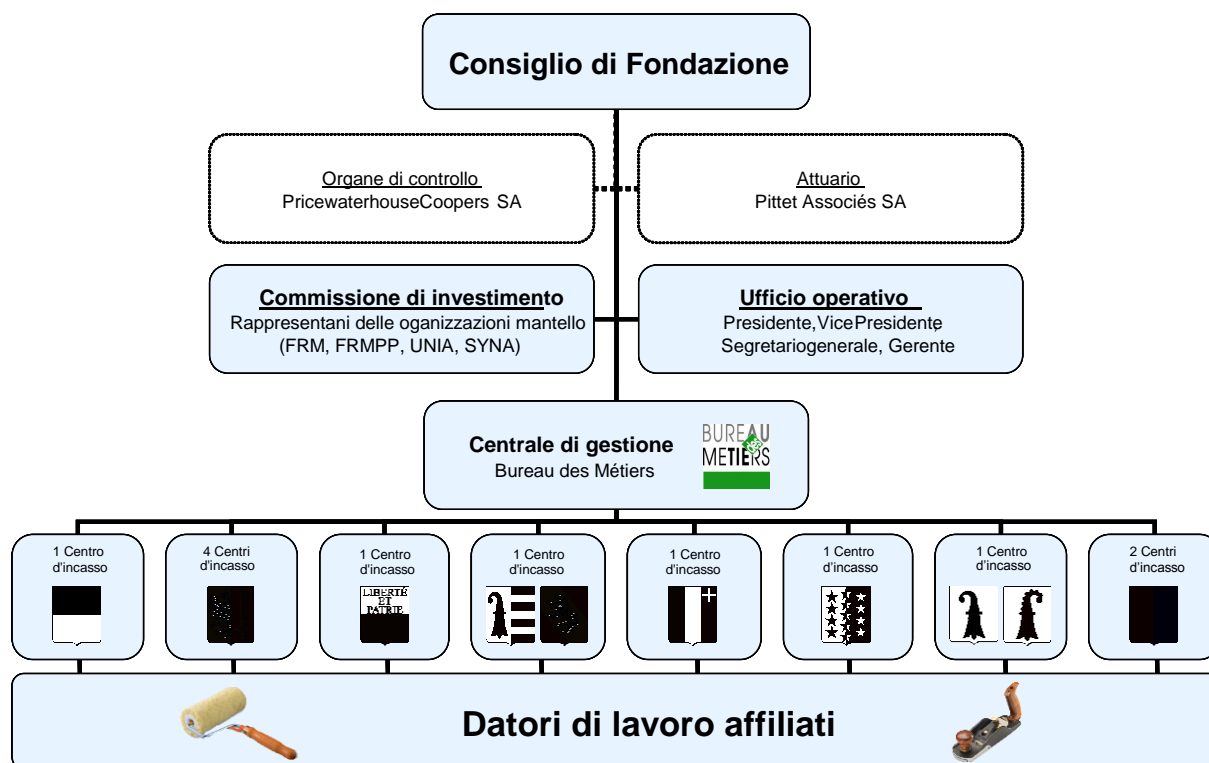 Consiglio di Fondazione
Organe di controllo
PricewaterhouseCoopers SA
Attuario
Pittet Associés SA
Commissione di investimento
Rappresentani delle oganizzazioni mantello
(FRM, FRMPP, UNIA, SYNA)
Ufficio operativo
Presidente,VicePresidente,
Segretariogenerale, Gerente
Centrale di gestione
Bureau des Métiers
BUREAU
METIERS
1 Centro
d'incasso
4 Centri
d'incasso
1 Centro
d'incasso
LIBERTÉ
ET
PATRIE
1 Centro
d'incasso
1 Centro
d'incasso
1 Centro
d'incasso
1 Centro
d'incasso
2 Centri
d'incasso
Datori di lavoro affiliati